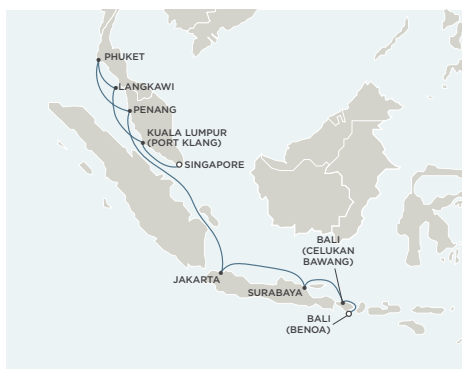 PHUKET
LANGKAWI
PENANG
KUALA LUMPUR
(PORT KLANG)
SINGAPORE
BALI
(CELUKAN
BAWANG)
JAKARTA
SURABAYA
BALI
(BENOA)